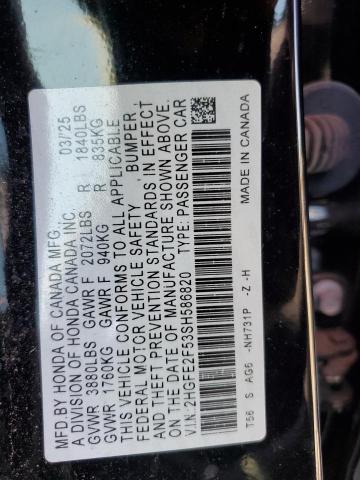 MFD.BY HONDA OF CANADA MFG. 03/'25
A DIVISION OF HONDA CANADA INC.
GVWR 3880LBS GAWR F 2072LBS R 1840LBS
GVWR 1760KG GAWR F 940KG R 835KG
THIS VEHICLE CONFORMS TO ALL APPLICABLE
FEDERAL MOTOR VEHICLE SAFETY, BUMPER,
AND THEFT PREVENTION STANDARDS IN EFFECT
ON THE DATE OF MANUFACTURE SHOWN ABOVE.
V.I.N:2HGFE2F53SH586820 TYPE:PASSENGER CAR
T56 S AG6 -NH731P -Z -H MADE IN CANADA